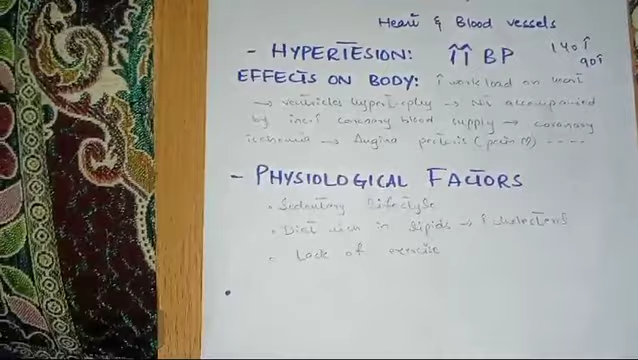 Heart & Blood vessels
- HYPERTESION: ↑↑ BP 140↑
90↑
EFFECTS ON BODY: ↑ workload on heart
→ ventricles hypertrophy → Not accompanied
by incr↑ coronary blood supply → coronary
ischemia → Angina pectoris (pain ) ----
- PHYSIOLOGICAL FACTORS
• Sedentary lifestyle
• Diet rich in lipids → ↑
• Lack of exercise